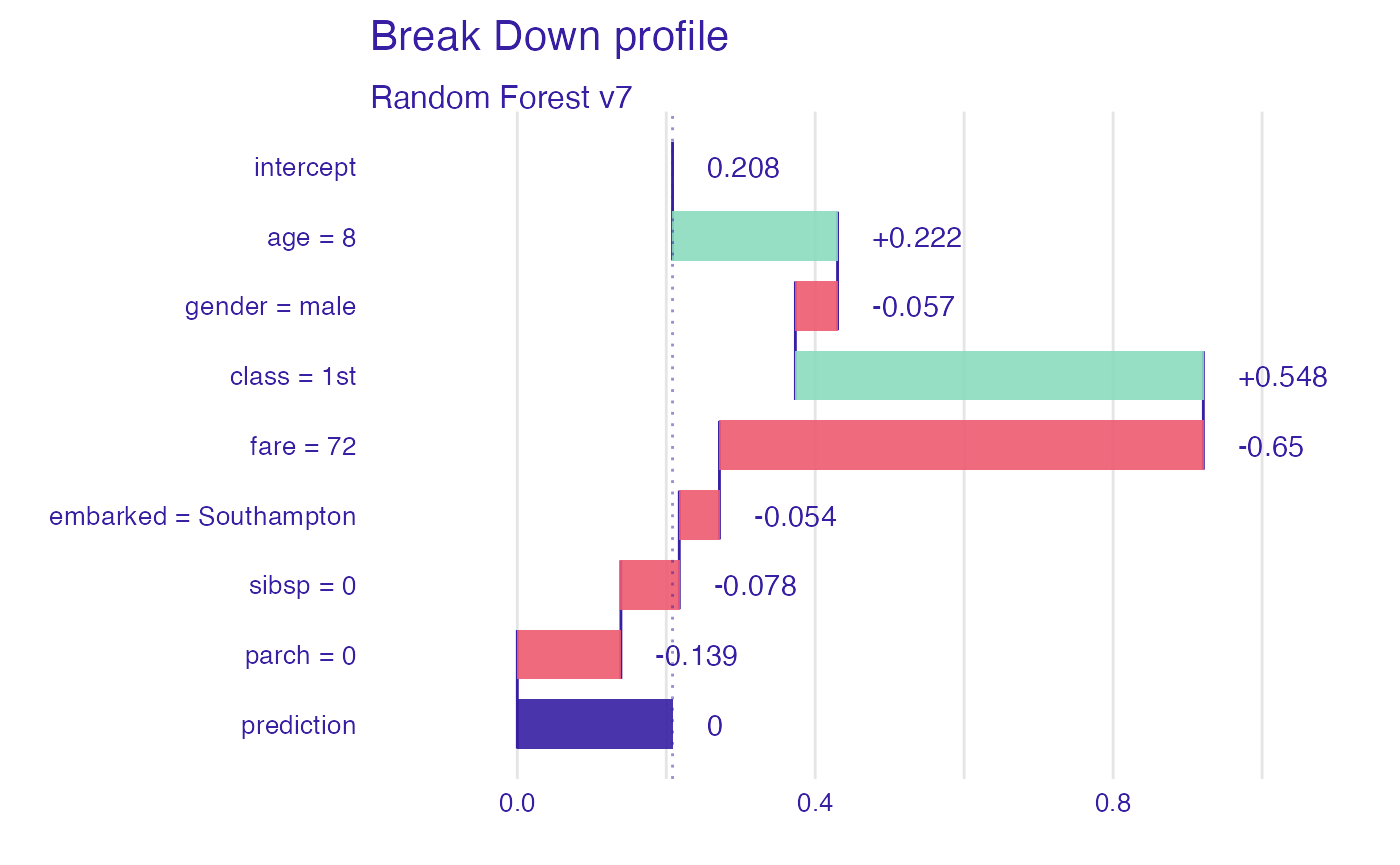 Break Down profile
Random Forest v7
intercept 0.208
age = 8 +0.222
gender = male -0.057
class = 1st +0.548
fare = 72 -0.65
embarked = Southampton -0.054
sibsp = 0 -0.078
parch = 0 -0.139
prediction 0
0.0 0.4 0.8